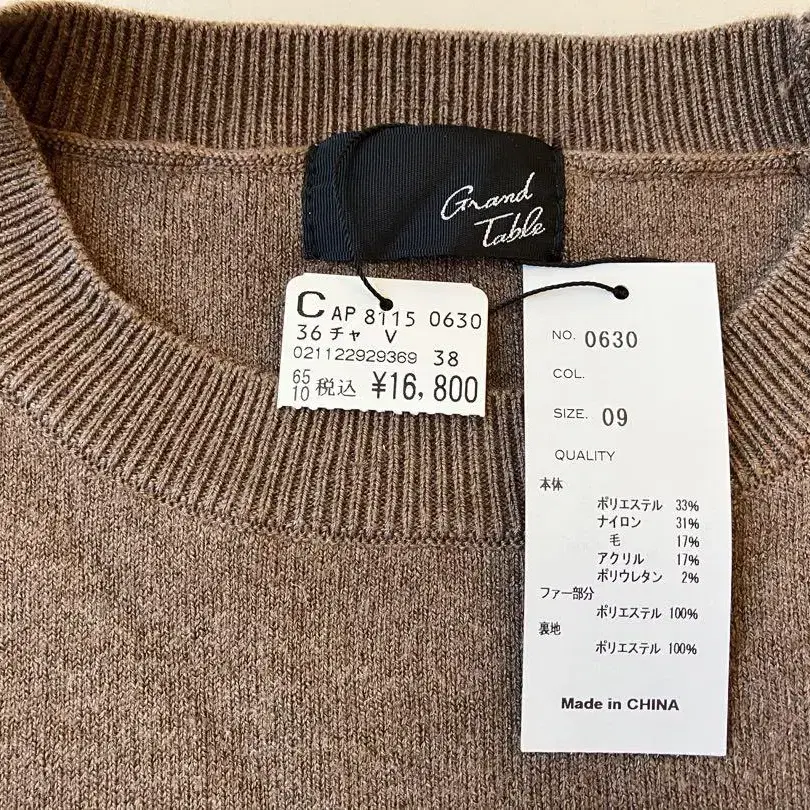 Grand
Table
C AP 8115 0630
36 チャ V
021122929369 38
65
10 税込 ¥16,800
NO. 0630
COL.
SIZE. 09
QUALITY
本体
ポリエステル 33%
ナイロン 31%
毛 17%
アクリル 17%
ポリウレタン 2%
ファー部分
ポリエステル 100%
裏地
ポリエステル 100%
Made in CHINA